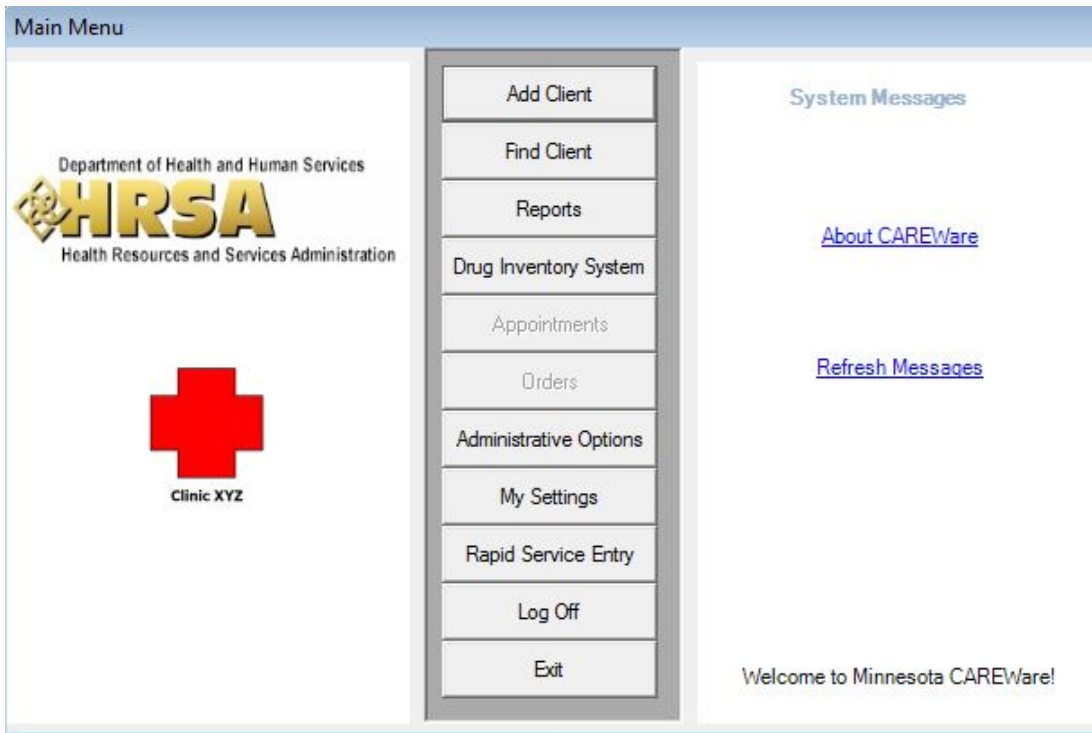 Main Menu
Department of Health and Human Services
HRSA
Health Resources and Services Administration
Clinic XYZ
Add Client
Find Client
Reports
Drug Inventory System
Appointments
Orders
Administrative Options
My Settings
Rapid Service Entry
Log Off
Exit
System Messages
About CAREWare
Refresh Messages
Welcome to Minnesota CAREWare!